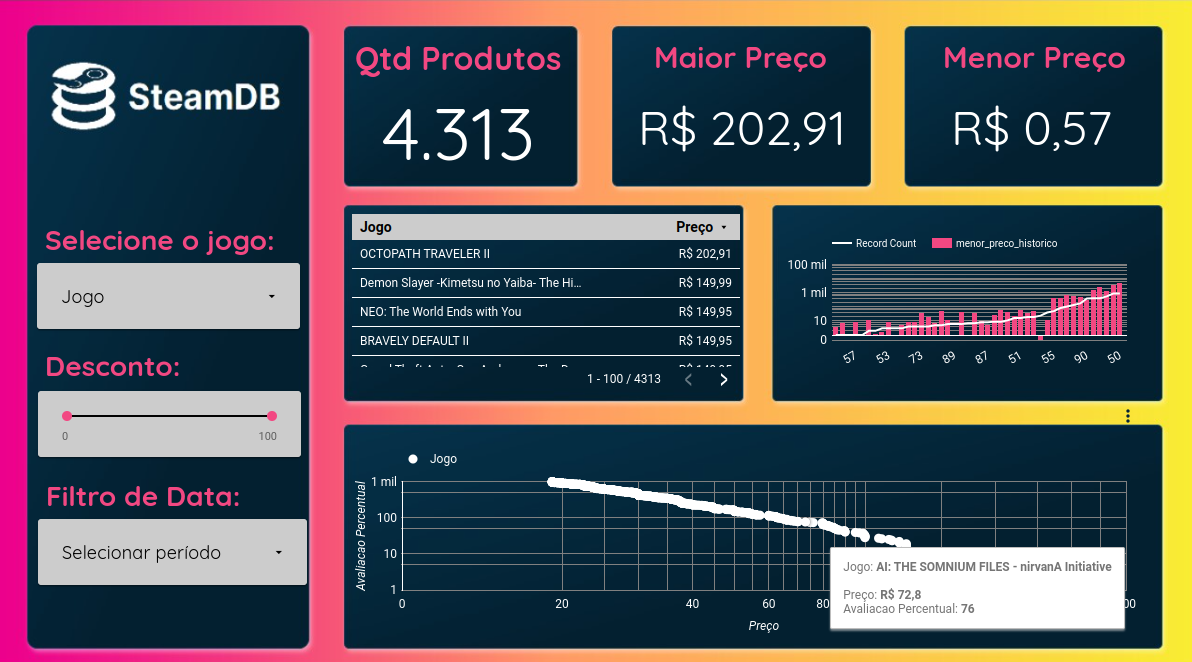 SteamDB
Selecione o jogo:
Jogo
Desconto:
0 100
Filtro de Data:
Selecionar período
Qtd Produtos
4.313
Maior Preço
R$ 202,91
Menor Preço
R$ 0,57
Jogo Preço
OCTOPATH TRAVELER II R$ 202,91
Demon Slayer -Kimetsu no Yaiba- The Hi… R$ 149,99
NEO: The World Ends with You R$ 149,95
BRAVELY DEFAULT II R$ 149,95
1 - 100 / 4313
Record Count menor_preco_historico
100 mil
1 mil
10
0
57 53 73 89 87 51 55 90 50
Jogo
Avaliacao Percentual
1 mil
100
10
1
0 20 40 60 80
Preço
Jogo: AI: THE SOMNIUM FILES - nirvanA Initiative
Preço: R$ 72,8
Avaliacao Percentual: 76